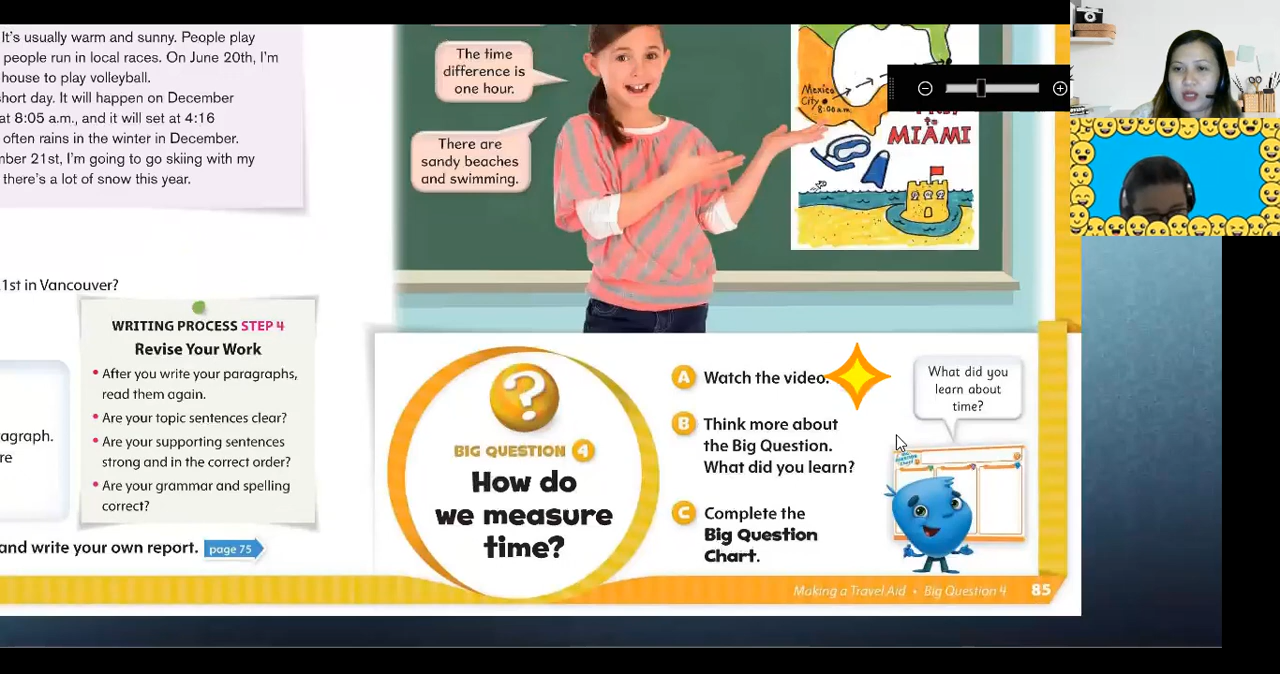 It's usually warm and sunny. People play
people run in local races. On June 20th, I'm
house to play volleyball.
short day. It will happen on December
at 8:05 a.m., and it will set at 4:16
often rains in the winter in December.
mber 21st, I'm going to go skiing with my
there's a lot of snow this year.
1st in Vancouver?
WRITING PROCESS STEP 4
Revise Your Work
• After you write your paragraphs,
read them again.
• Are your topic sentences clear?
• Are your supporting sentences
strong and in the correct order?
• Are your grammar and spelling
correct?
agraph.
re
and write your own report. page 75
The time
difference is
one hour.
There are
sandy beaches
and swimming.
Mexico
City
8:00 a.m.
to
MIAMI
?
BIG QUESTION 4
How do
we measure
time?
A Watch the video.
B Think more about
the Big Question.
What did you learn?
C Complete the
Big Question
Chart.
What did you
learn about
time?
Making a Travel Aid • Big Question 4 85